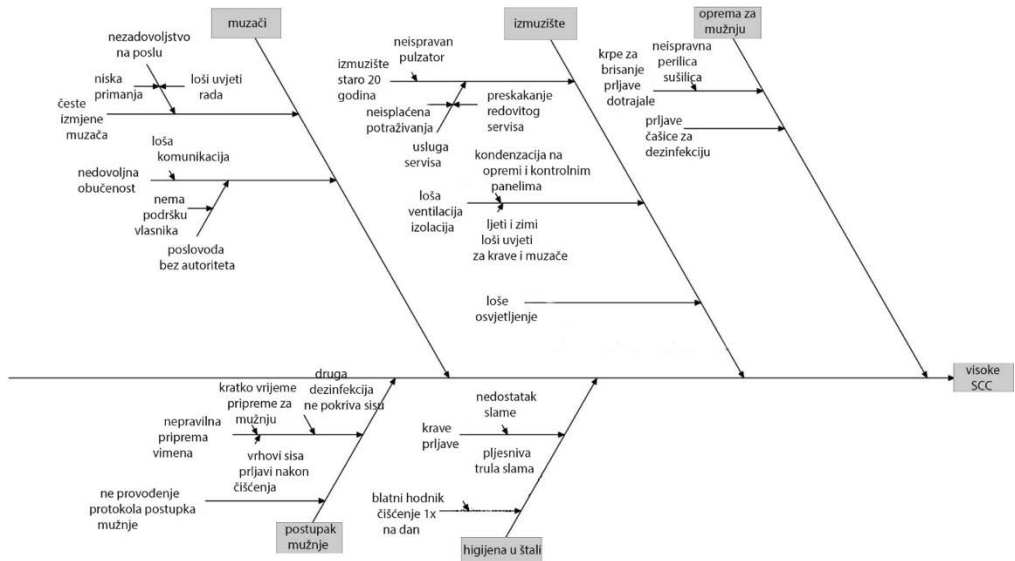 muzači
izmuzište
oprema za
mužnju
nezadovoljstvo
na poslu
niska
primanja
loši uvjeti
rada
česte
izmjene
muzača
loša
komunikacija
nedovoljna
obučenost
nema
podršku
vlasnika
poslovođa
bez autoriteta
neispravan
pulzator
izmuzište
staro 20
godina
neisplaćena
potraživanja
preskakanje
redovitog
servisa
usluga
servisa
kondenzacija na
opremi i kontrolnim
panelima
loša
ventilacija
izolacija
ljeti i zimi
loši uvjeti
za krave i muzače
loše
osvjetljenje
krpe za
brisanje
prljave
dotrajale
neispravna
perilica
sušilica
prljave
čašice za
dezinfekciju
visoke
SCC
druga
dezinfekcija
ne pokriva sisu
kratko vrijeme
pripreme za
mužnju
nepravilna
priprema
vimena
vrhovi sisa
prljavi nakon
čišćenja
ne provođenje
protokola postupka
mužnje
postupak
mužnje
nedostatak
slame
krave
prljave
pljesniva
trula slama
blatni hodnik
čišćenje 1x
na dan
higijena u štali